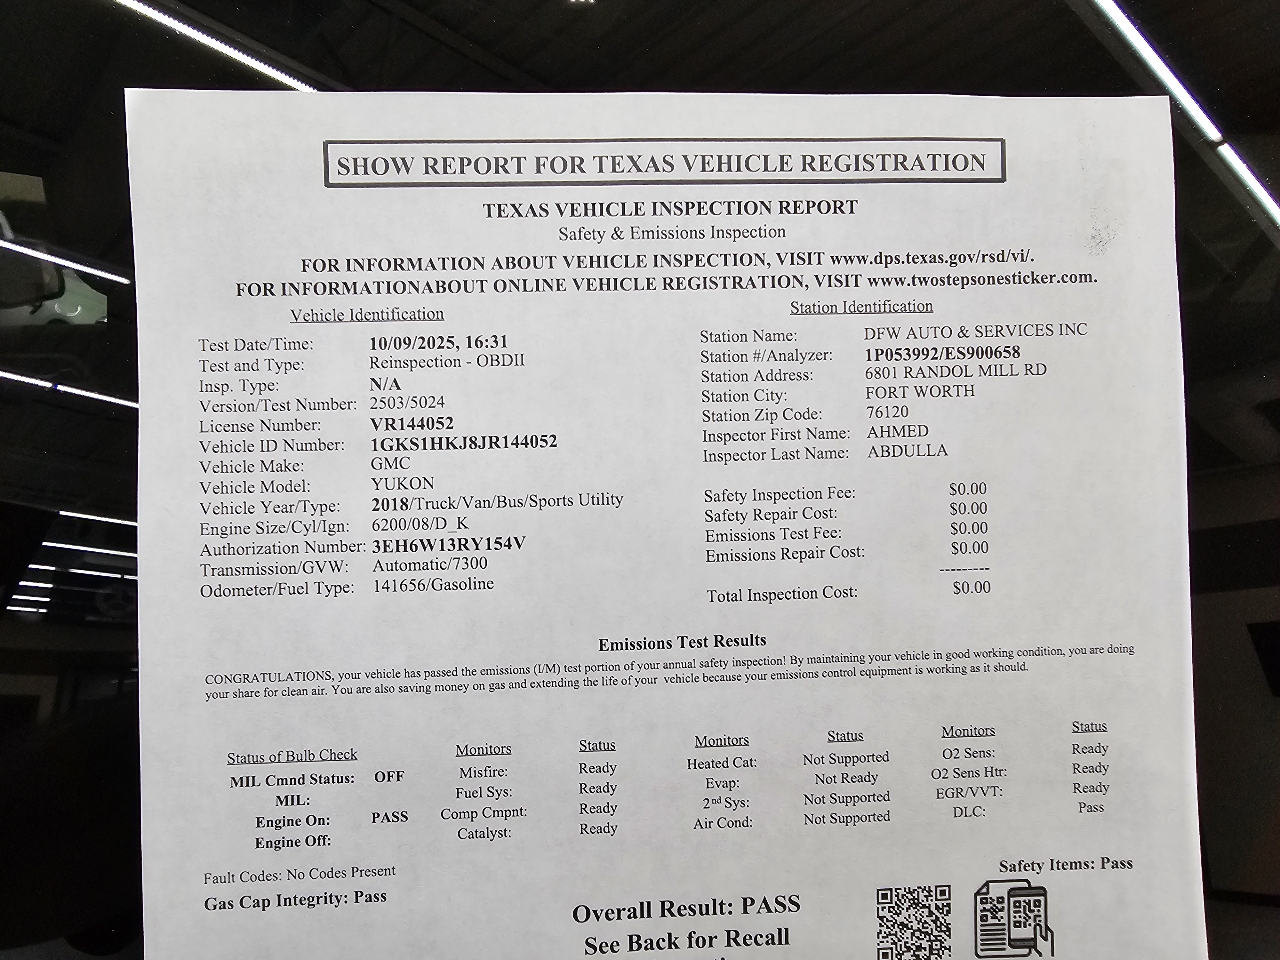 SHOW REPORT FOR TEXAS VEHICLE REGISTRATION
TEXAS VEHICLE INSPECTION REPORT
Safety & Emissions Inspection
FOR INFORMATION ABOUT VEHICLE INSPECTION, VISIT www.dps.texas.gov/rsd/vi/.
FOR INFORMATIONABOUT ONLINE VEHICLE REGISTRATION, VISIT www.twostepsonesticker.com.
Vehicle Identification
Test Date/Time: 10/09/2025, 16:31
Test and Type: Reinspection - OBDII
Insp. Type: N/A
Version/Test Number: 2503/5024
License Number: VR144052
Vehicle ID Number: 1GKS1HKJ8JR144052
Vehicle Make: GMC
Vehicle Model: YUKON
Vehicle Year/Type: 2018/Truck/Van/Bus/Sports Utility
Engine Size/Cyl/Ign: 6200/08/D_K
Authorization Number: 3EH6W13RY154V
Transmission/GVW: Automatic/7300
Odometer/Fuel Type: 141656/Gasoline
Station Identification
Station Name: DFW AUTO & SERVICES INC
Station #/Analyzer: 1P053992/ES900658
Station Address: 6801 RANDOL MILL RD
Station City: FORT WORTH
Station Zip Code: 76120
Inspector First Name: AHMED
Inspector Last Name: ABDULLA
Safety Inspection Fee: $0.00
Safety Repair Cost: $0.00
Emissions Test Fee: $0.00
Emissions Repair Cost: $0.00
---------
Total Inspection Cost: $0.00
Emissions Test Results
CONGRATULATIONS, your vehicle has passed the emissions (I/M) test portion of your annual safety inspection! By maintaining your vehicle in good working condition, you are doing
your share for clean air. You are also saving money on gas and extending the life of your vehicle because your emissions control equipment is working as it should.
Status of Bulb Check
MIL Cmnd Status: OFF
MIL:
Engine On: PASS
Engine Off:
Monitors Status
Misfire: Ready
Fuel Sys: Ready
Comp Cmpnt: Ready
Catalyst: Ready
Monitors Status
Heated Cat: Not Supported
Evap: Not Ready
2nd Sys: Not Supported
Air Cond: Not Supported
Monitors Status
O2 Sens: Ready
O2 Sens Htr: Ready
EGR/VVT: Ready
DLC: Pass
Fault Codes: No Codes Present
Gas Cap Integrity: Pass
Safety Items: Pass
Overall Result: PASS
See Back for Recall